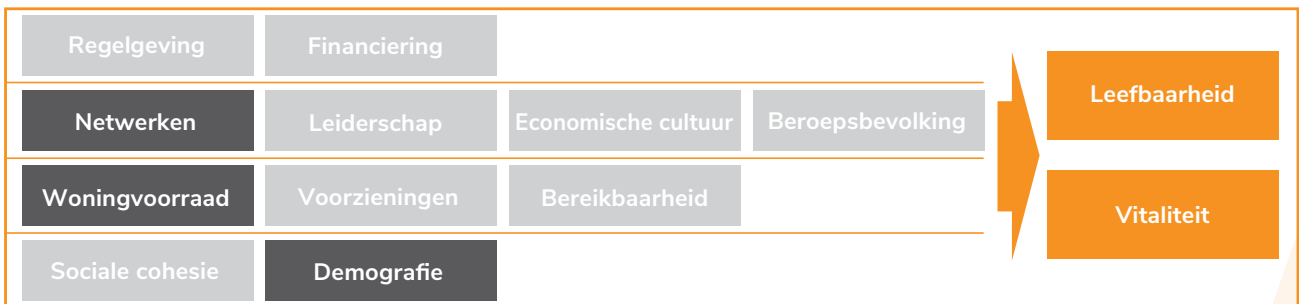 Regelgeving
Financiering
Netwerken
Leiderschap
Economische cultuur
Beroepsbevolking
Woningvoorraad
Voorzieningen
Bereikbaarheid
Sociale cohesie
Demografie
Leefbaarheid
Vitaliteit